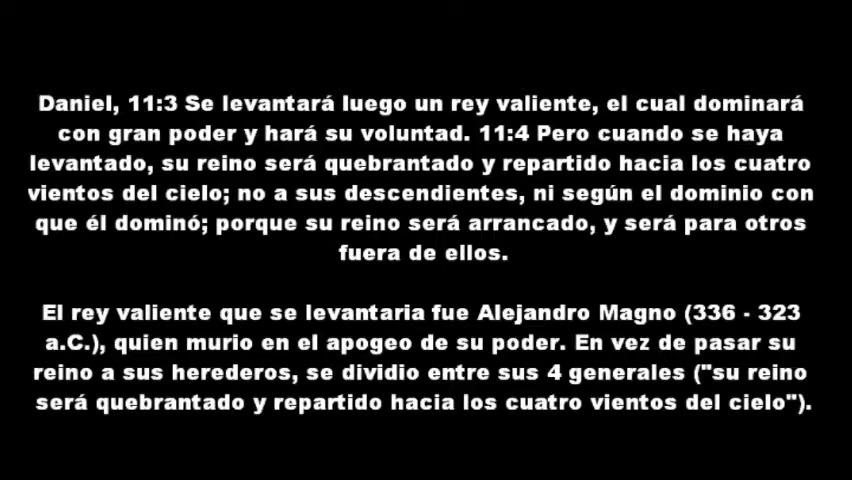 Daniel, 11:3 Se levantará luego un rey valiente, el cual dominará
con gran poder y hará su voluntad. 11:4 Pero cuando se haya
levantado, su reino será quebrantado y repartido hacia los cuatro
vientos del cielo; no a sus descendientes, ni según el dominio con
que él dominó; porque su reino será arrancado, y será para otros
fuera de ellos.
El rey valiente que se levantaria fue Alejandro Magno (336 - 323
a.C.), quien murio en el apogeo de su poder. En vez de pasar su
reino a sus herederos, se dividio entre sus 4 generales ("su reino
será quebrantado y repartido hacia los cuatro vientos del cielo").